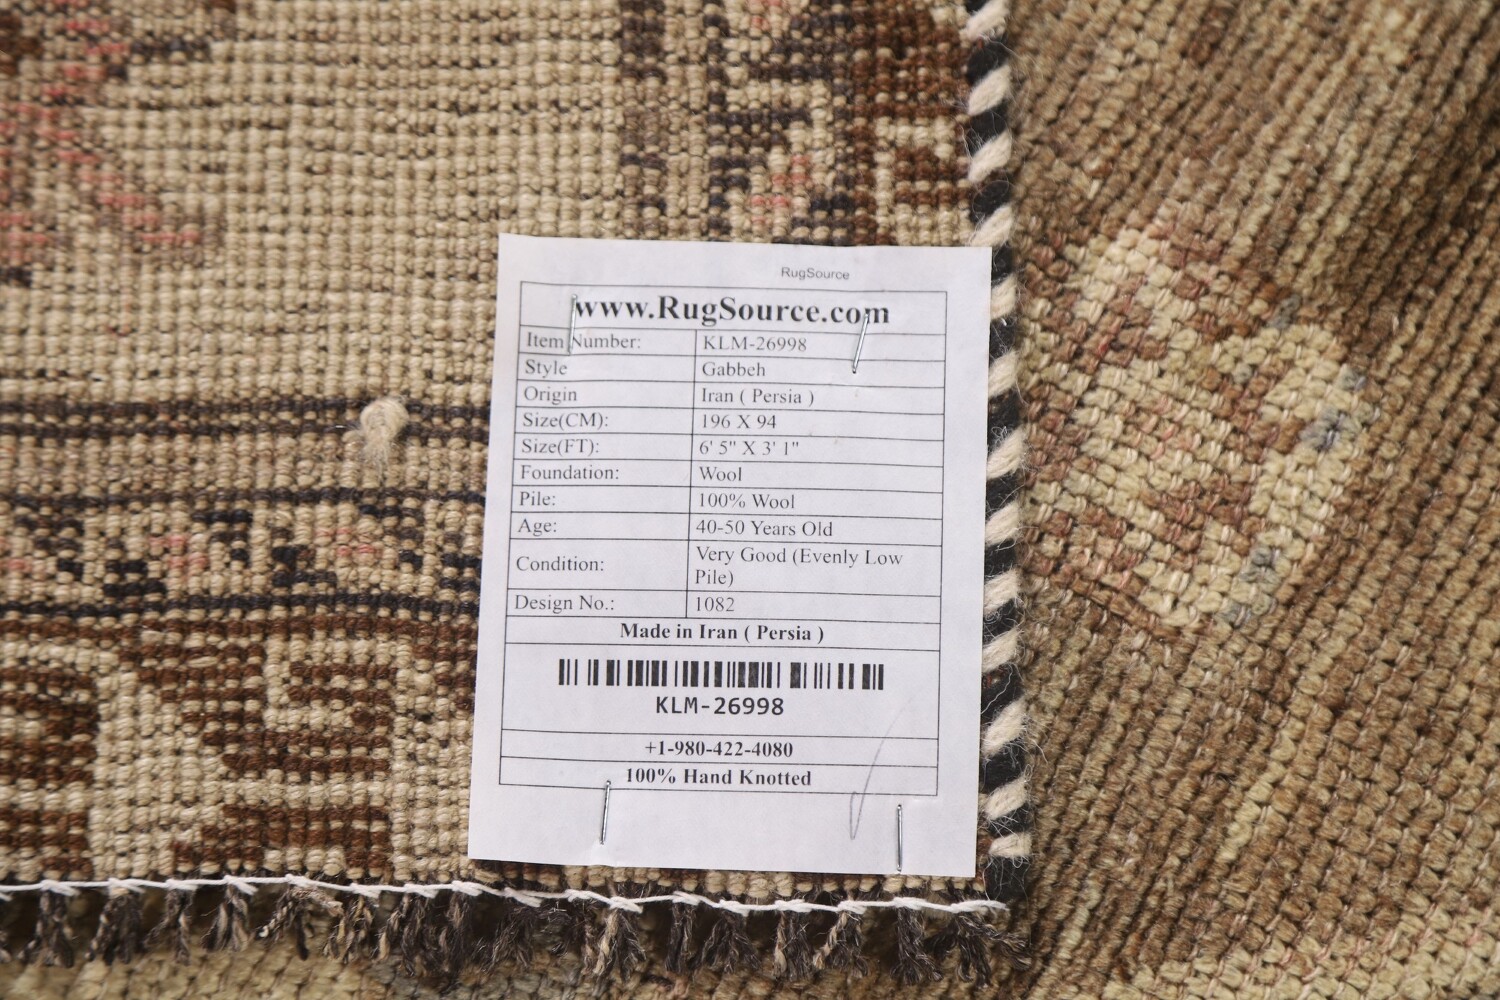 RugSource
www.RugSource.com
Item Number: KLM-26998
Style Gabbeh
Origin Iran ( Persia )
Size(CM): 196 X 94
Size(FT): 6' 5" X 3' 1"
Foundation: Wool
Pile: 100% Wool
Age: 40-50 Years Old
Condition: Very Good (Evenly Low
Pile)
Design No.: 1082
Made in Iran ( Persia )
KLM-26998
+1-980-422-4080
100% Hand Knotted